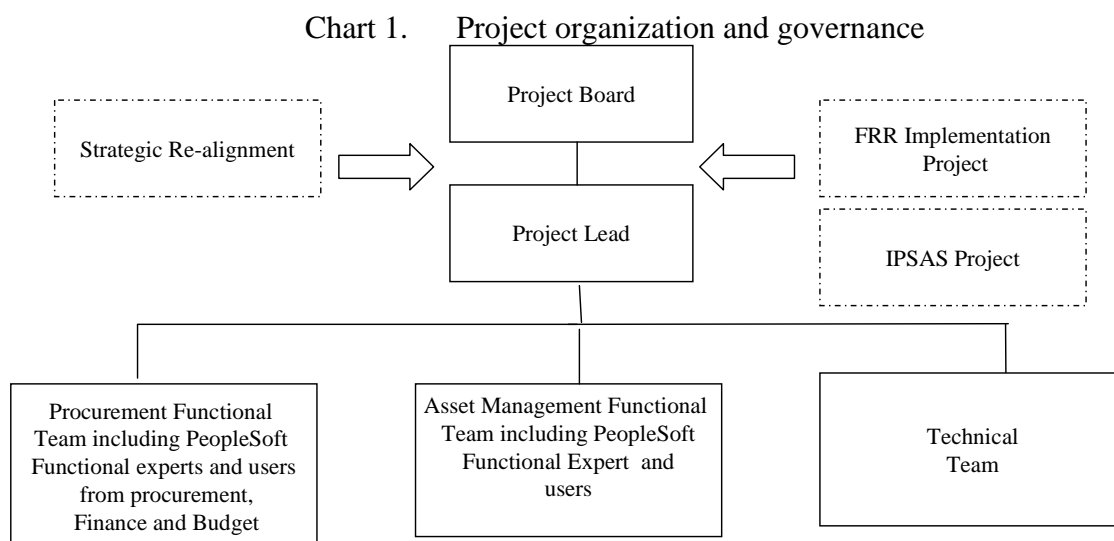 Chart 1. Project organization and governance
Project Board
Strategic Re-alignment
FRR Implementation
Project
Project Lead
IPSAS Project
Procurement Functional
Team including PeopleSoft
Functional experts and users
from procurement,
Finance and Budget
Asset Management Functional
Team including PeopleSoft
Functional Expert and
users
Technical
Team